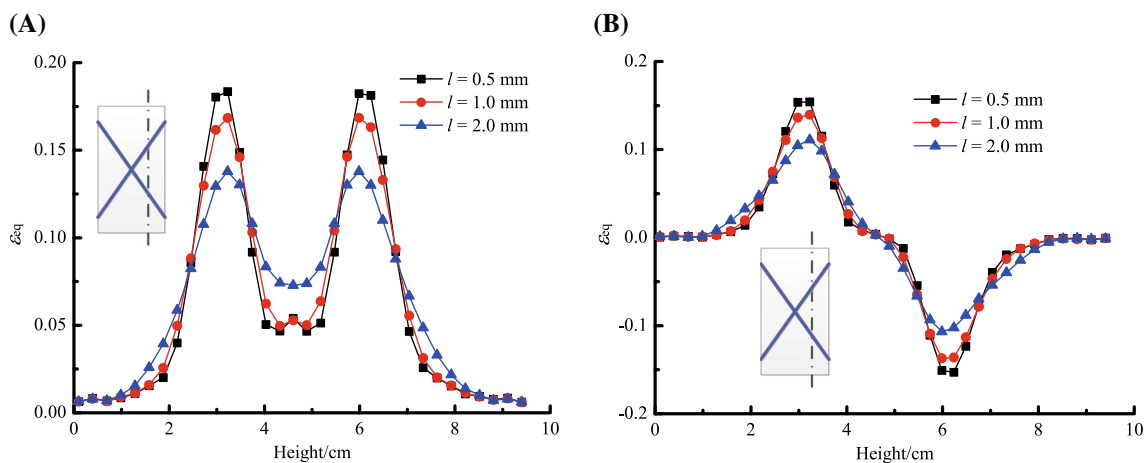 (A)
0.20
0.15
0.10
0.05
0.00
0 2 4 6 8 10
εeq
Height/cm
l = 0.5 mm
l = 1.0 mm
l = 2.0 mm
(B)
0.2
0.1
0.0
-0.1
-0.2
0 2 4 6 8 10
εeq
Height/cm
l = 0.5 mm
l = 1.0 mm
l = 2.0 mm